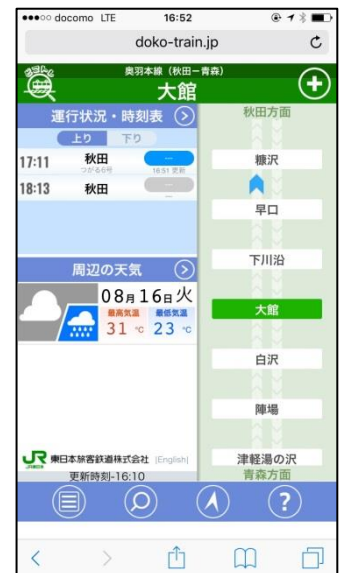 docomo LTE 16:52
doko-train.jp
奥羽本線（秋田ー青森）
大館
運行状況・時刻表
上り 下り
17:11 秋田 ---
つがる6号 16:51 更新
18:13 秋田 ---
---
周辺の天気
08月16日火
最高気温 最低気温
31 ℃ 23 ℃
JR 東日本旅客鉄道株式会社 [English]
更新時刻-16:10
秋田方面
糠沢
早口
下川沿
大館
白沢
陣場
津軽湯の沢
青森方面
?